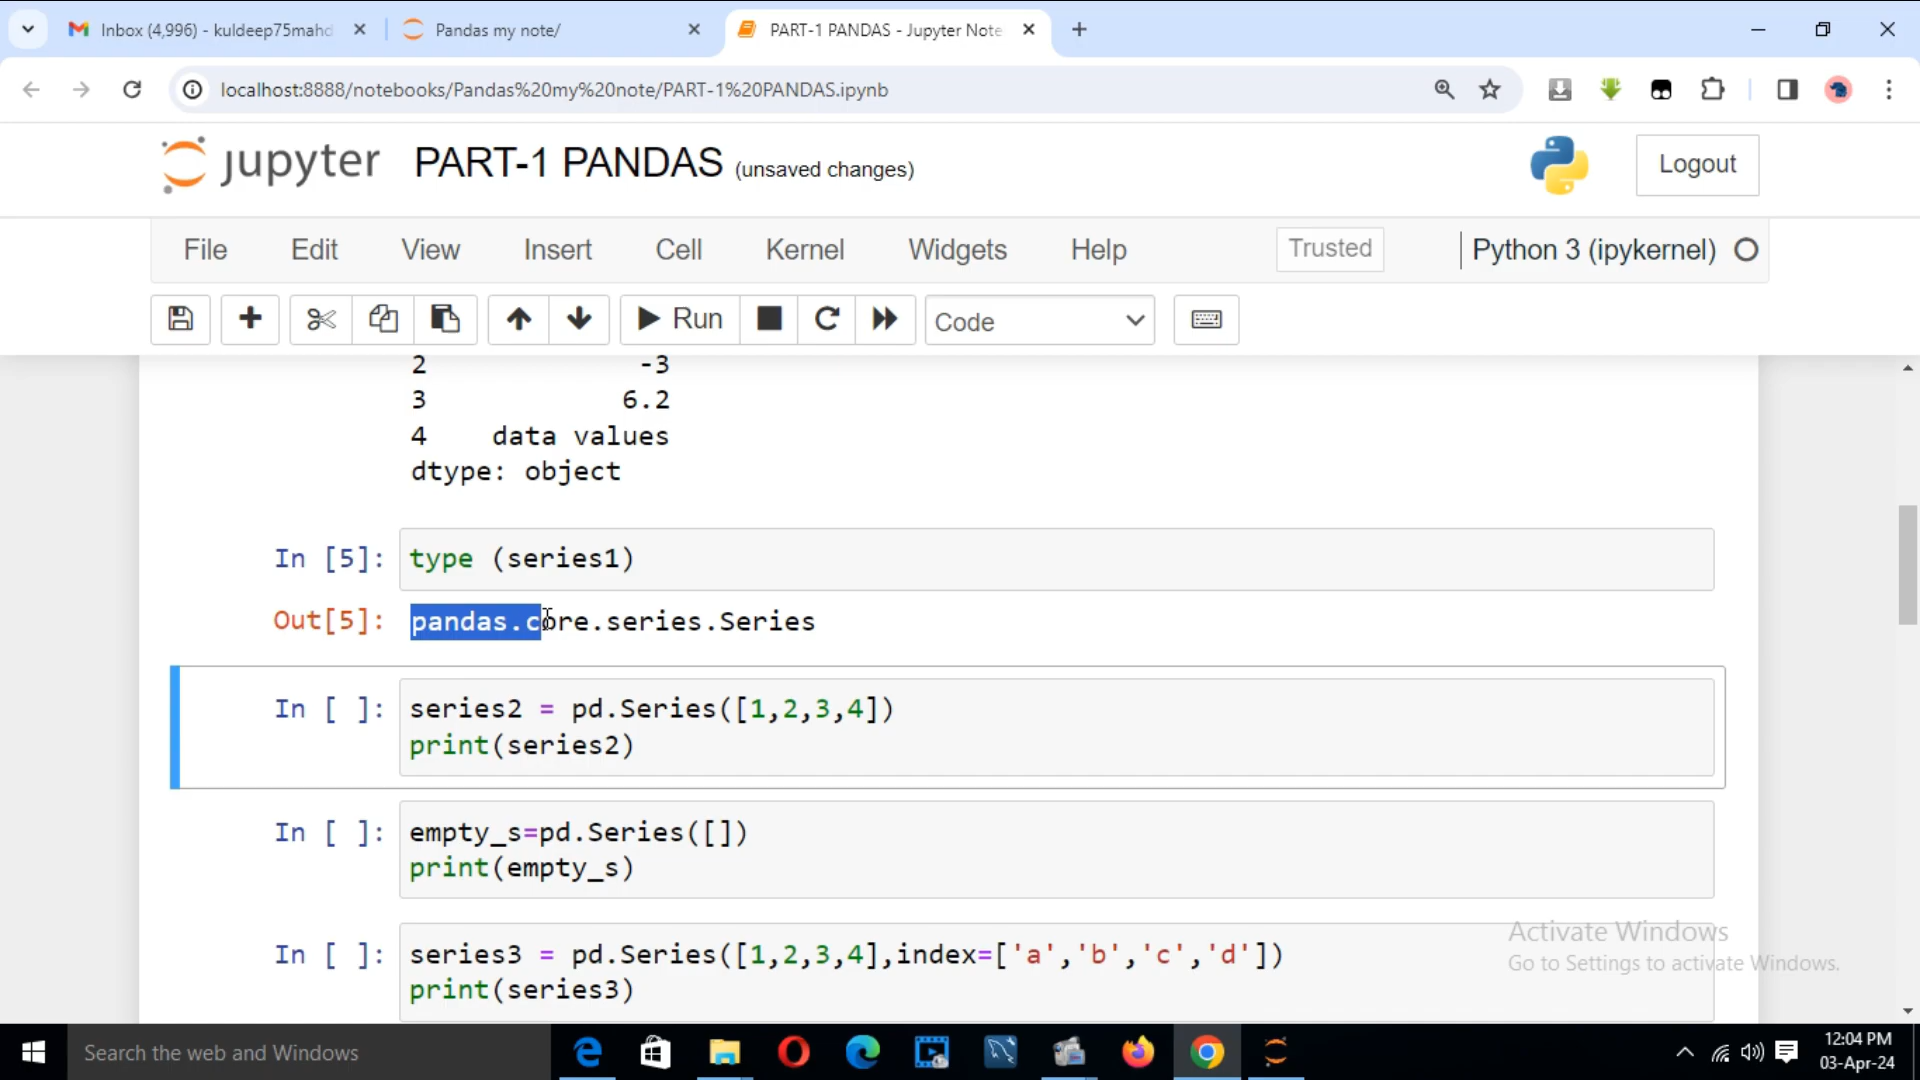 Inbox (4,996) - kuldeep75mahd
Pandas my note/
PART-1 PANDAS - Jupyter Note
localhost:8888/notebooks/Pandas%20my%20note/PART-1%20PANDAS.ipynb
jupyter PART-1 PANDAS (unsaved changes)
Logout
File Edit View Insert Cell Kernel Widgets Help Trusted Python 3 (ipykernel)
Run Code
2 -3
3 6.2
4 data values
dtype: object
In [5]: type (series1)
Out[5]: pandas.core.series.Series
In [ ]: series2 = pd.Series([1,2,3,4])
print(series2)
In [ ]: empty_s=pd.Series([])
print(empty_s)
In [ ]: series3 = pd.Series([1,2,3,4],index=['a','b','c','d'])
print(series3)
Activate Windows
Go to Settings to activate Windows.
Search the web and Windows
12:04 PM
03-Apr-24